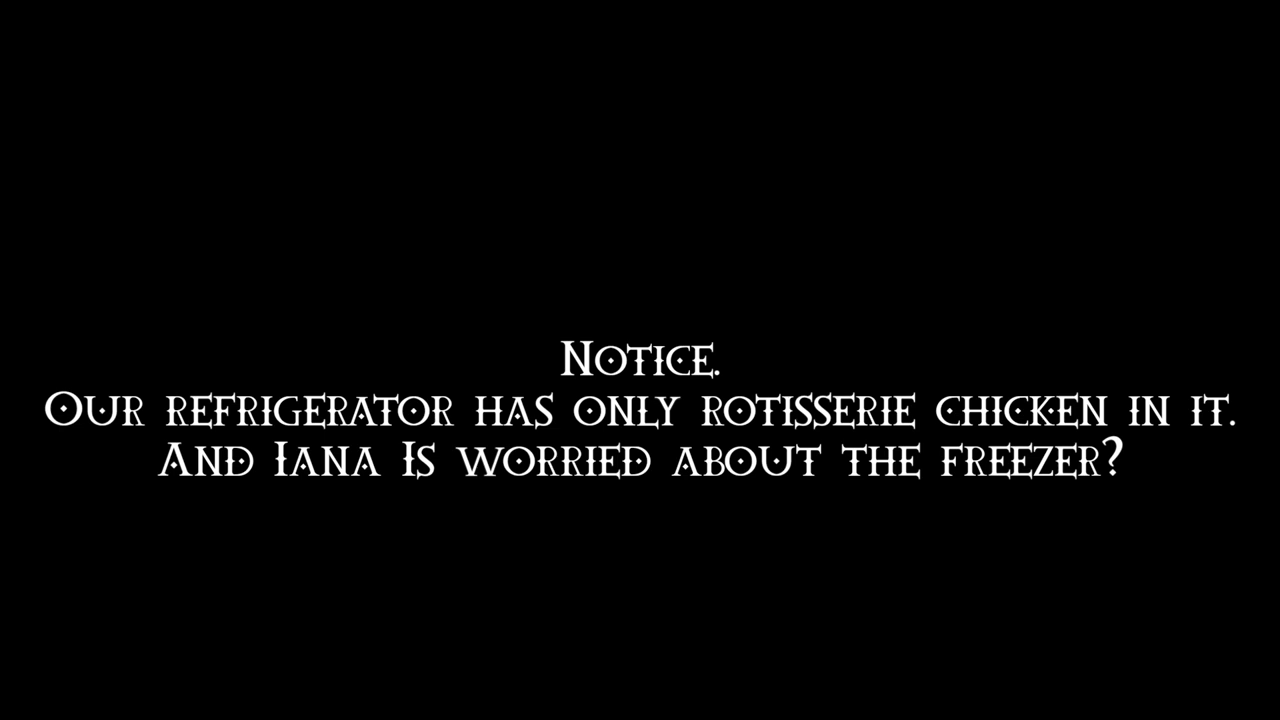 Notice.
Our refrigerator has only rotisserie chicken in it.
And Iana Is worried about the freezer?